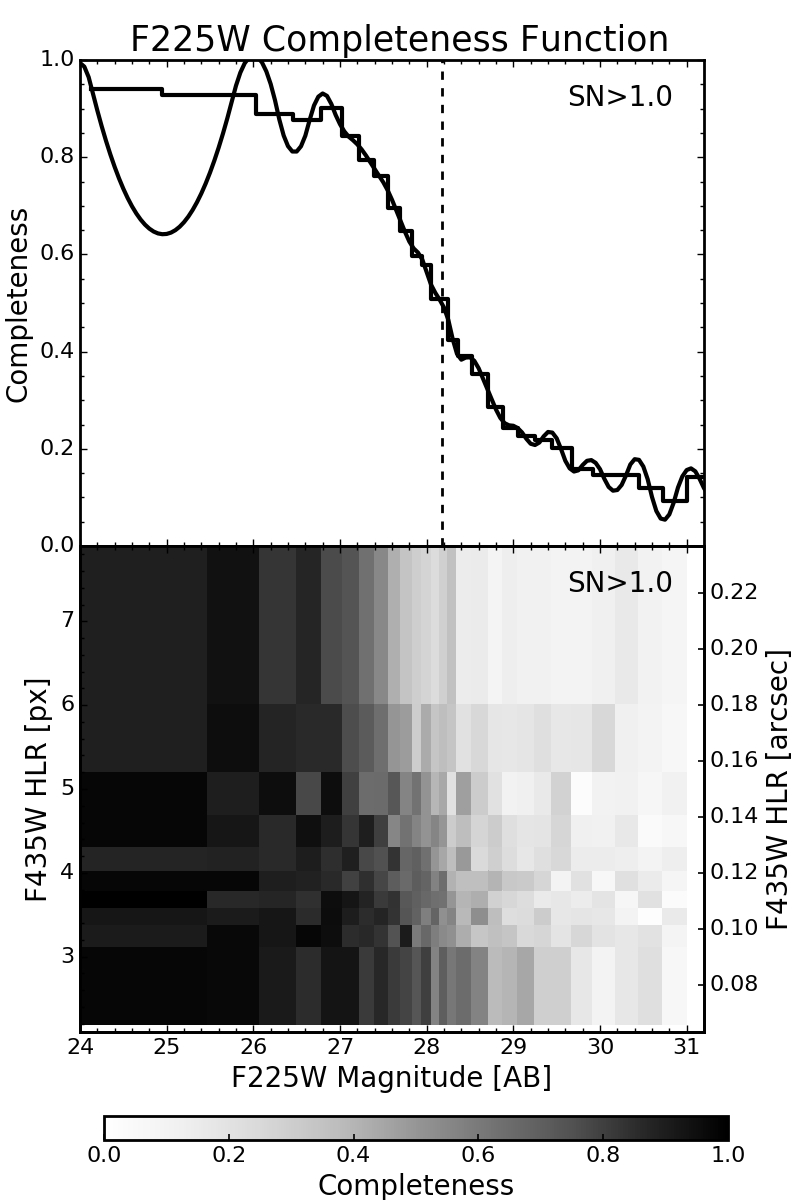 F225W Completeness Function
1.0
0.8
0.6
0.4
0.2
0.0
Completeness
SN>1.0
SN>1.0
7
6
5
4
3
F435W HLR [px]
0.22
0.20
0.18
0.16
0.14
0.12
0.10
0.08
F435W HLR [arcsec]
24 25 26 27 28 29 30 31
F225W Magnitude [AB]
0.0 0.2 0.4 0.6 0.8 1.0
Completeness